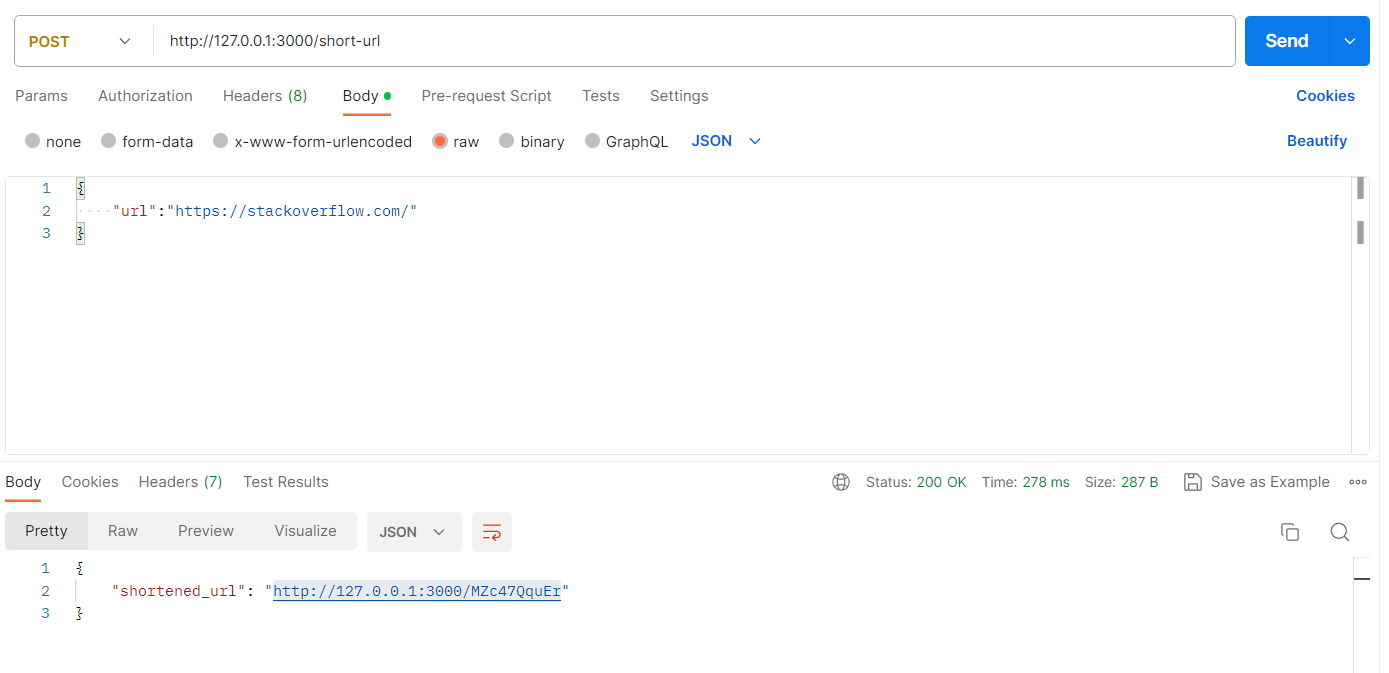 POST http://127.0.0.1:3000/short-url Send
Params Authorization Headers (8) Body Pre-request Script Tests Settings Cookies
none form-data x-www-form-urlencoded raw binary GraphQL JSON Beautify
1 {
2 ····"url":"https://stackoverflow.com/"
3 }
Body Cookies Headers (7) Test Results Status: 200 OK Time: 278 ms Size: 287 B Save as Example
Pretty Raw Preview Visualize JSON
1 {
2 "shortened_url": "http://127.0.0.1:3000/MZc47QquEr"
3 }